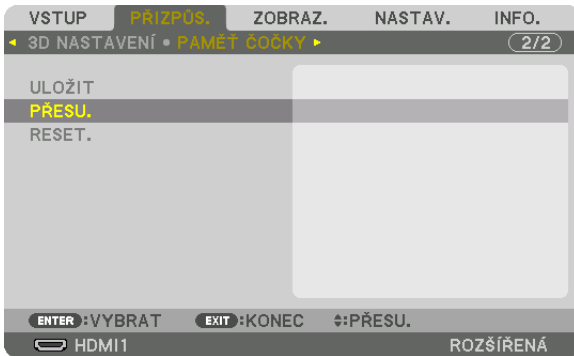 VSTUP PŘIZPŮS. ZOBRAZ. NASTAV. INFO.
3D NASTAVENÍ • PAMĚŤ ČOČKY 2/2
ULOŽIT
PŘESU.
RESET.
ENTER :VYBRAT EXIT :KONEC :PŘESU.
HDMI1 ROZŠÍŘENÁ